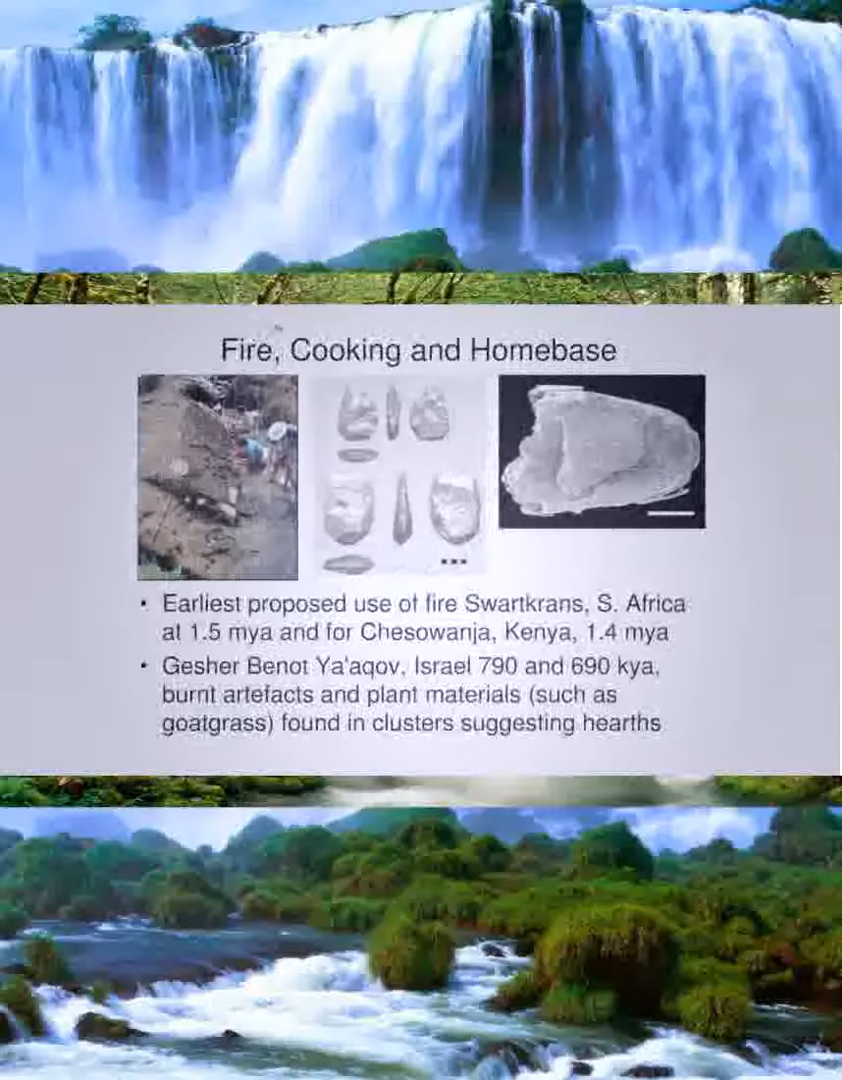 Fire, Cooking and Homebase
• Earliest proposed use of fire Swartkrans, S. Africa
at 1.5 mya and for Chesowanja, Kenya, 1.4 mya
• Gesher Benot Ya'aqov, Israel 790 and 690 kya,
burnt artefacts and plant materials (such as
goatgrass) found in clusters suggesting hearths